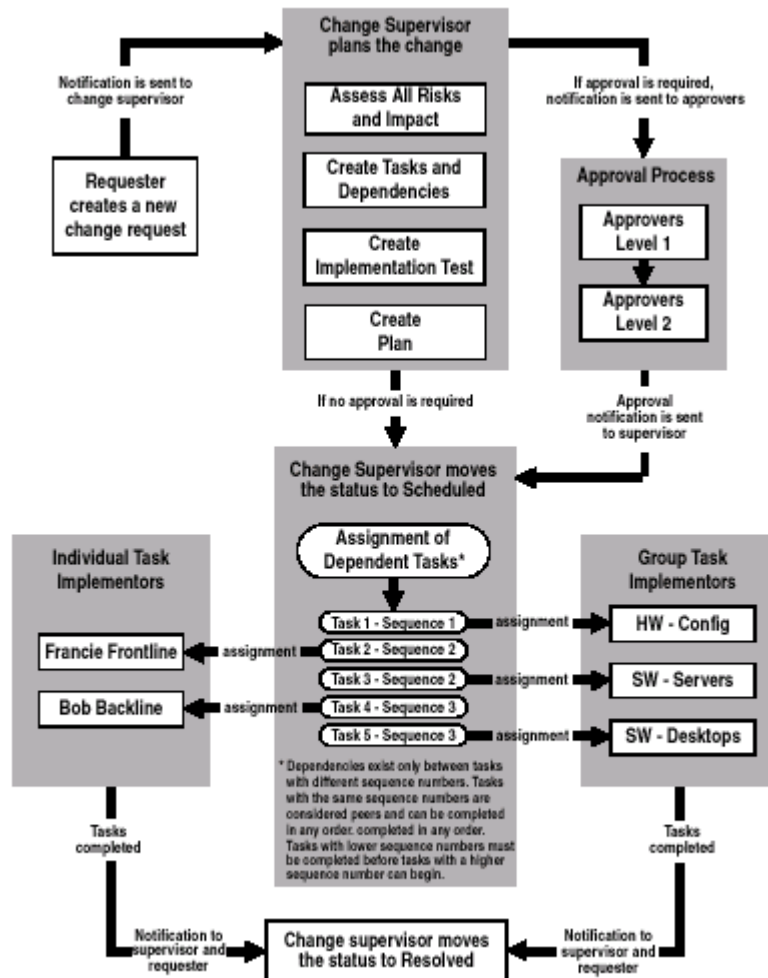 Change Supervisor
plans the change
Notification is sent to
change supervisor
If approval is required,
notification is sent to approvers
Assess All Risks
and Impact
Requester
creates a new
change request
Create Tasks and
Dependencies
Create
Implementation Test
Create
Plan
Approval Process
Approvers
Level 1
Approvers
Level 2
If no approval is required
Approval
notification is sent
to supervisor
Change Supervisor moves
the status to Scheduled
Assignment of
Dependent Tasks*
Individual Task
Implementors
Group Task
Implementors
Task 1 - Sequence 1
assignment
HW - Config
Francie Frontline
assignment
Task 2 - Sequence 2
Task 3 - Sequence 2
assignment
SW - Servers
Bob Backline
assignment
Task 4 - Sequence 3
Task 5 - Sequence 3
assignment
SW - Desktops
* Dependencies exist only between tasks
with different sequence numbers. Tasks
with the same sequence numbers are
considered peers and can be completed
in any order. completed in any order.
Tasks with lower sequence numbers must
be completed before tasks with a higher
sequence number can begin.
Tasks
completed
Tasks
completed
Notification to
supervisor and
requester
Change supervisor moves
the status to Resolved
Notification to
supervisor and
requester